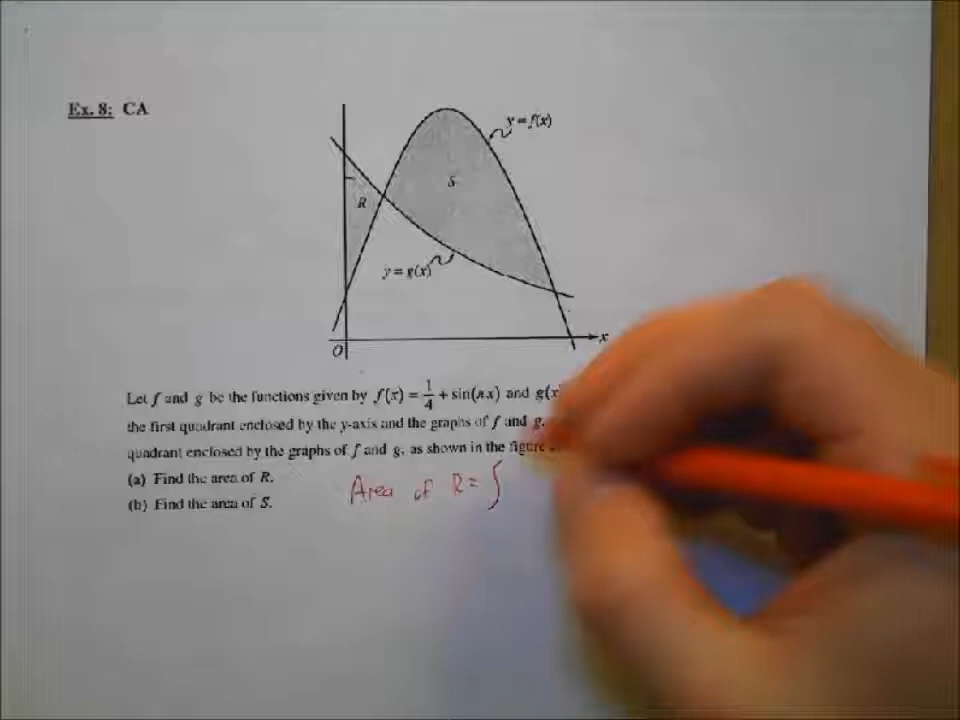 Ex. 8: CA
y = f(x)
S
R
y = g(x)
O
x
Let f and g be the functions given by f(x) = 1/4 + sin(πx) and g(x)
the first quadrant enclosed by the y-axis and the graphs of f and g,
quadrant enclosed by the graphs of f and g, as shown in the figure
(a) Find the area of R.
(b) Find the area of S.
Area of R = ∫